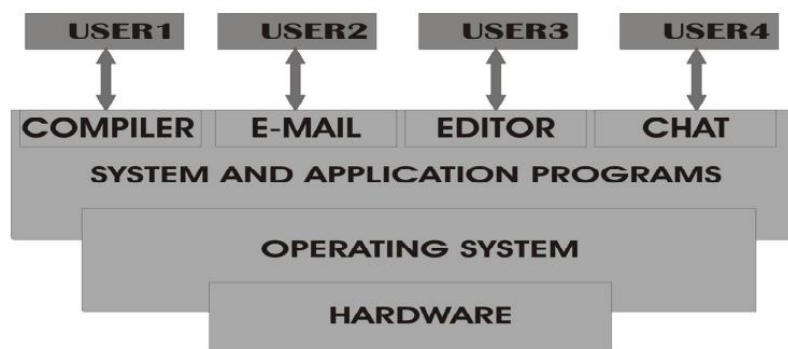 USER1 USER2 USER3 USER4
COMPILER E-MAIL EDITOR CHAT
SYSTEM AND APPLICATION PROGRAMS
OPERATING SYSTEM
HARDWARE